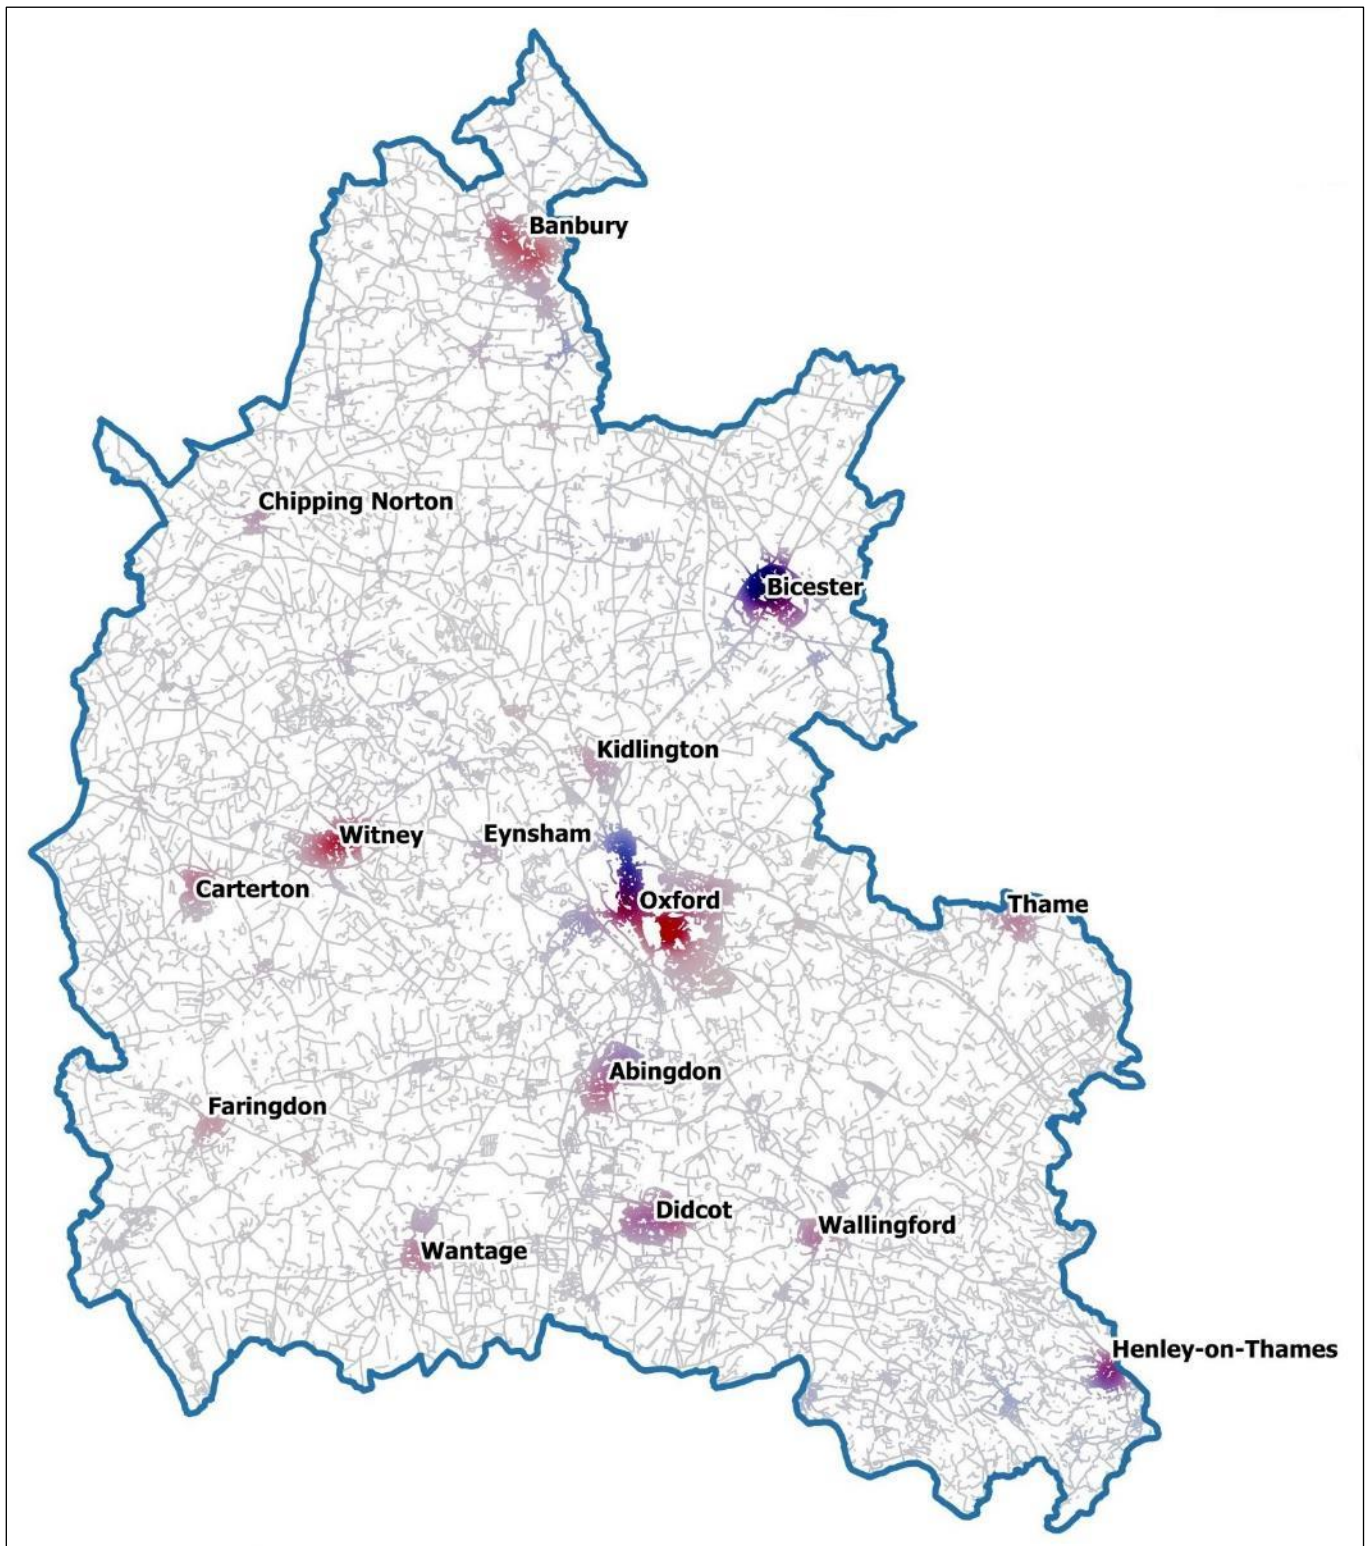 Banbury
Chipping Norton
Bicester
Kidlington
Witney
Eynsham
Carterton
Oxford
Thame
Abingdon
Faringdon
Didcot
Wallingford
Wantage
Henley-on-Thames